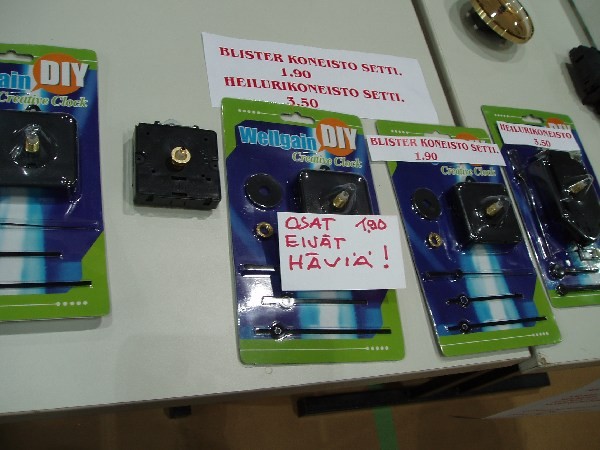 BLISTER KONEISTO SETTI.
1.90
HEILURIKONEISTO SETTI.
3.50
Wellgain DIY
Creative Clock
Wellgain DIY
Creative Clock
BLISTER KONEISTO SETTI.
1.90
Creative Clock
HEILURIKONEISTO
3.50
OSAT 1,90
EIVÄT
HÄVIÄ!